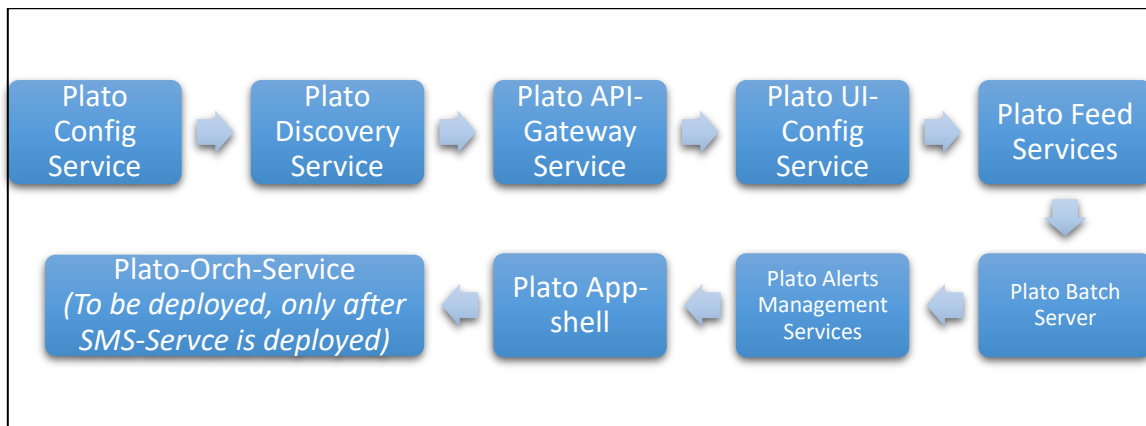 Plato
Config
Service
Plato
Discovery
Service
Plato API-
Gateway
Service
Plato UI-
Config Service
Plato Feed
Services
Plato Batch
Server
Plato Alerts
Management
Services
Plato App-
shell
Plato-Orch-Service
(To be deployed, only after
SMS-Servce is deployed)